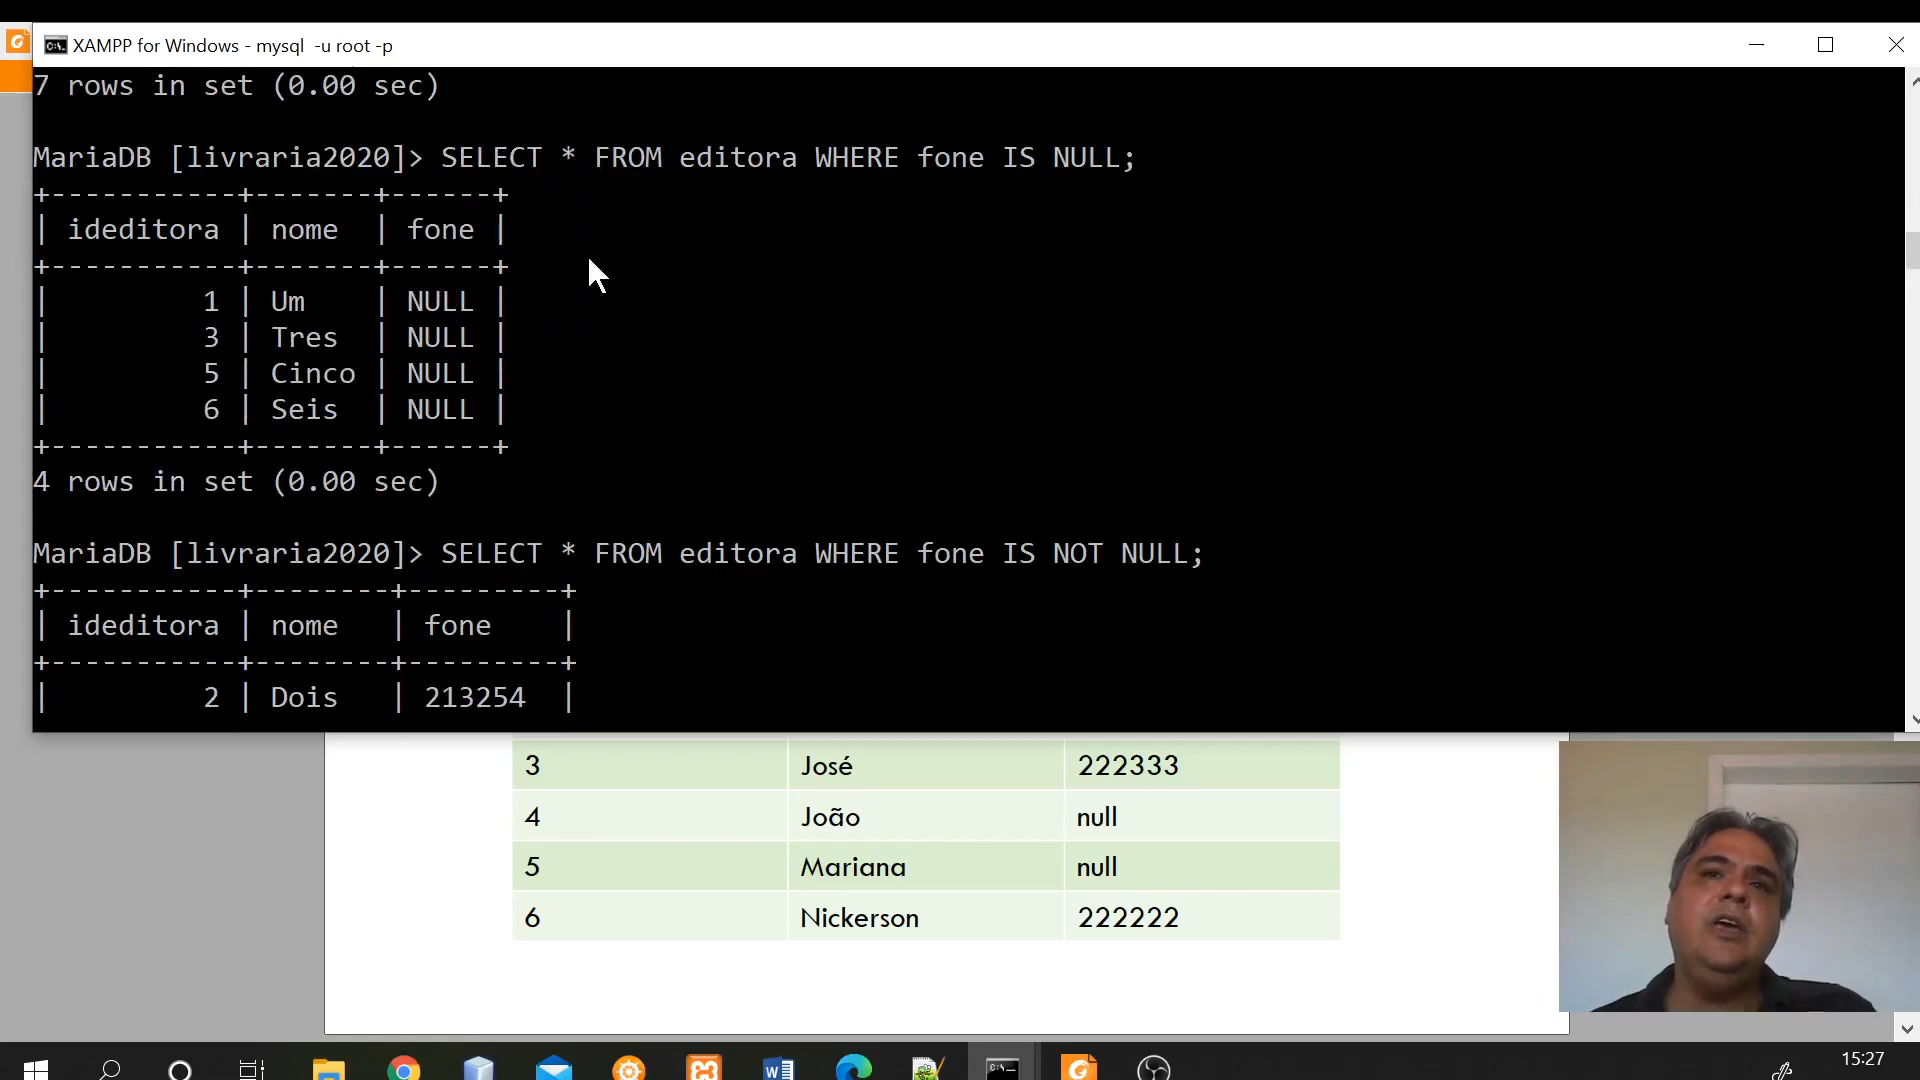 XAMPP for Windows - mysql  -u root -p
7 rows in set (0.00 sec)
MariaDB [livraria2020]> SELECT * FROM editora WHERE fone IS NULL;
+-----------+-------+------+
| ideditora | nome  | fone |
+-----------+-------+------+
|         1 | Um    | NULL |
|         3 | Tres  | NULL |
|         5 | Cinco | NULL |
|         6 | Seis  | NULL |
+-----------+-------+------+
4 rows in set (0.00 sec)
MariaDB [livraria2020]> SELECT * FROM editora WHERE fone IS NOT NULL;
+-----------+--------+---------+
| ideditora | nome   | fone    |
+-----------+--------+---------+
|         2 | Dois   | 213254  |
3 José 222333
4 João null
5 Mariana null
6 Nickerson 222222
15:27